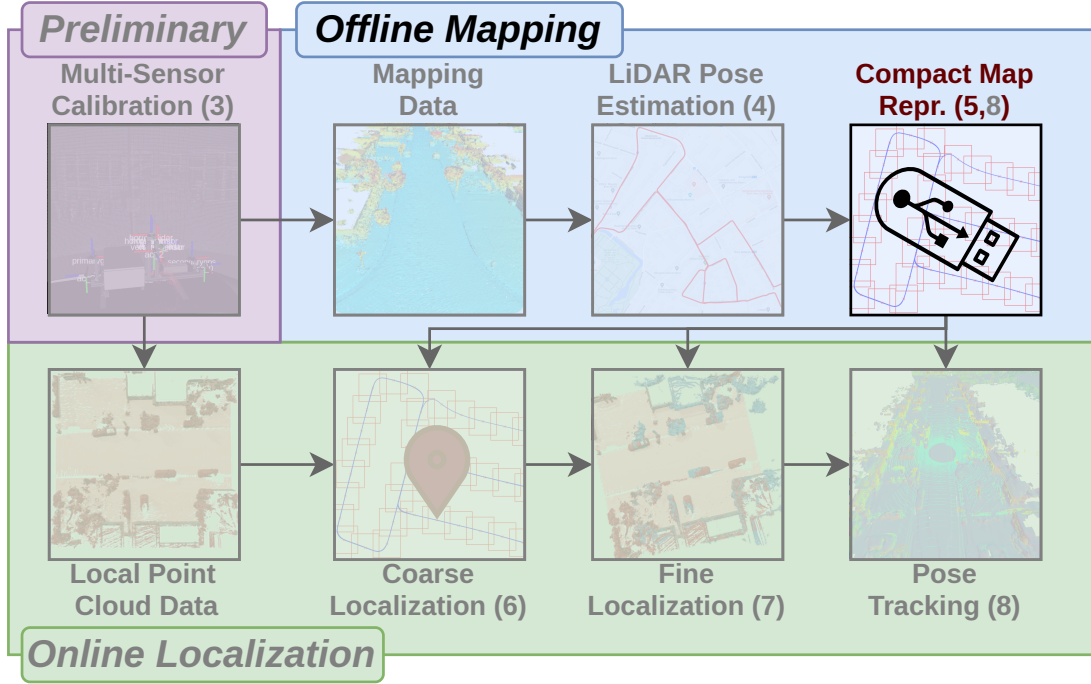 Preliminary
Offline Mapping
Multi-Sensor
Calibration (3)
Mapping
Data
LiDAR Pose
Estimation (4)
Compact Map
Repr. (5,8)
Local Point
Cloud Data
Coarse
Localization (6)
Fine
Localization (7)
Pose
Tracking (8)
Online Localization